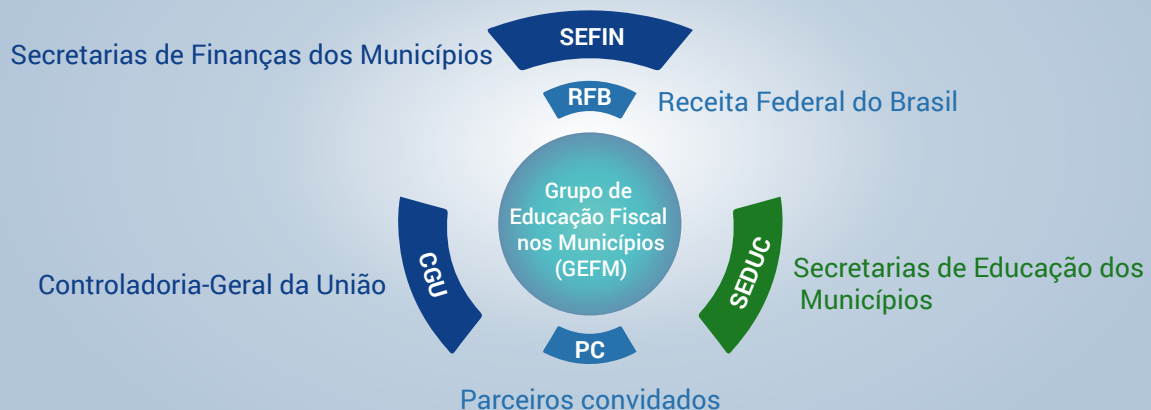 SEFIN
Secretarias de Finanças dos Municípios
RFB
Receita Federal do Brasil
Grupo de
Educação Fiscal
nos Municípios
(GEFM)
CGU
Controladoria-Geral da União
SEDUC
Secretarias de Educação dos
Municípios
PC
Parceiros convidados